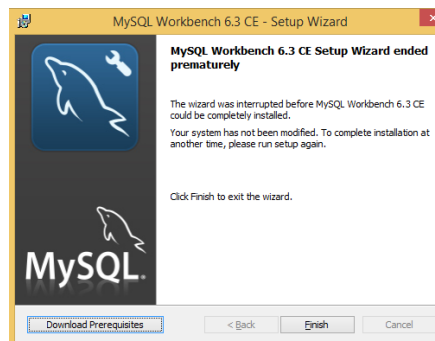 MySQL Workbench 6.3 CE - Setup Wizard
MySQL Workbench 6.3 CE Setup Wizard ended
prematurely
The wizard was interrupted before MySQL Workbench 6.3 CE
could be completely installed.
Your system has not been modified. To complete installation at
another time, please run setup again.
Click Finish to exit the wizard.
MySQL.
Download Prerequisites
< Back
Finish
Cancel